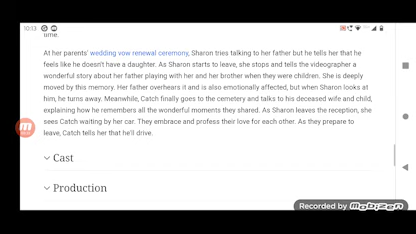 10:13
time.
At her parents' wedding vow renewal ceremony, Sharon tries talking to her father but he tells her that he
feels like he doesn't have a daughter. As Sharon starts to leave, she stops and tells the videographer a
wonderful story about her father playing with her and her brother when they were children. She is deeply
moved by this memory. Her father overhears it and is also emotionally affected, but when Sharon looks at
him, he turns away. Meanwhile, Catch finally goes to the cemetery and talks to his deceased wife and child,
explaining how he remembers all the wonderful moments they shared. As Sharon leaves the reception, she
sees Catch waiting by her car. They embrace and profess their love for each other. As they prepare to
leave, Catch tells her that he'll drive.
Cast
Production
Recorded by Mobizen